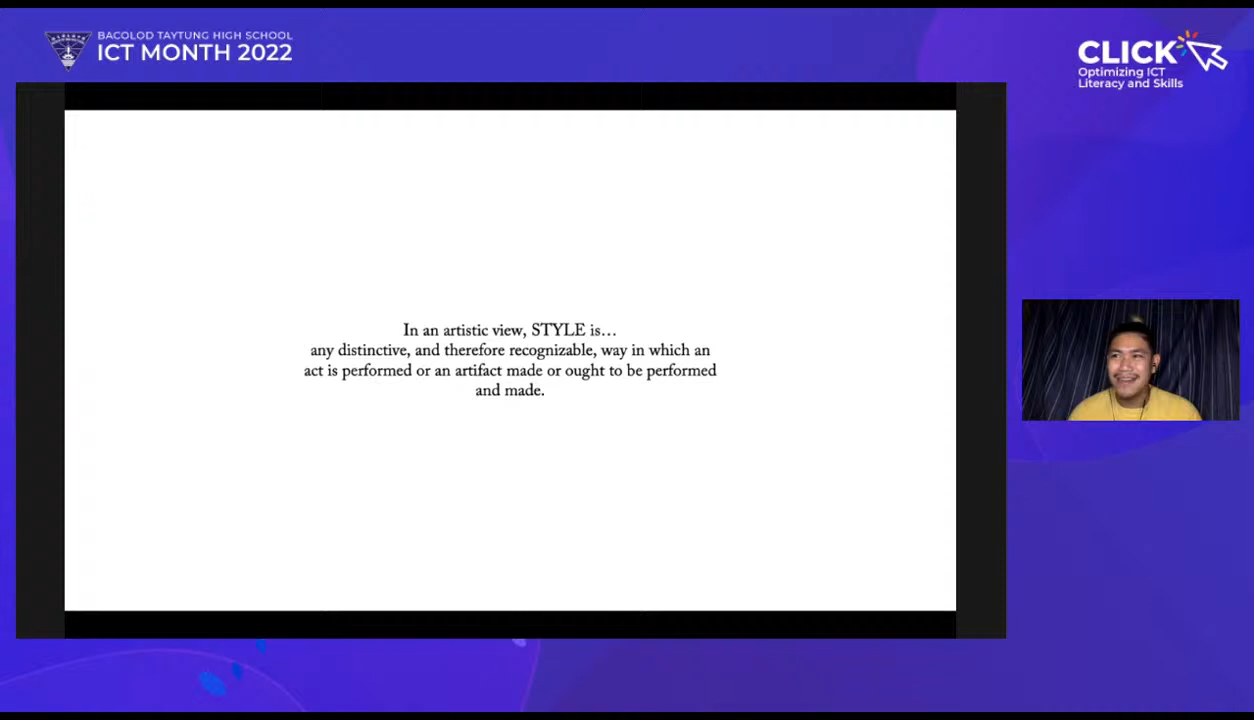 BACOLOD TAYTUNG HIGH SCHOOL
ICT MONTH 2022
CLICK
Optimizing ICT
Literacy and Skills
In an artistic view, STYLE is…
any distinctive, and therefore recognizable, way in which an
act is performed or an artifact made or ought to be performed
and made.